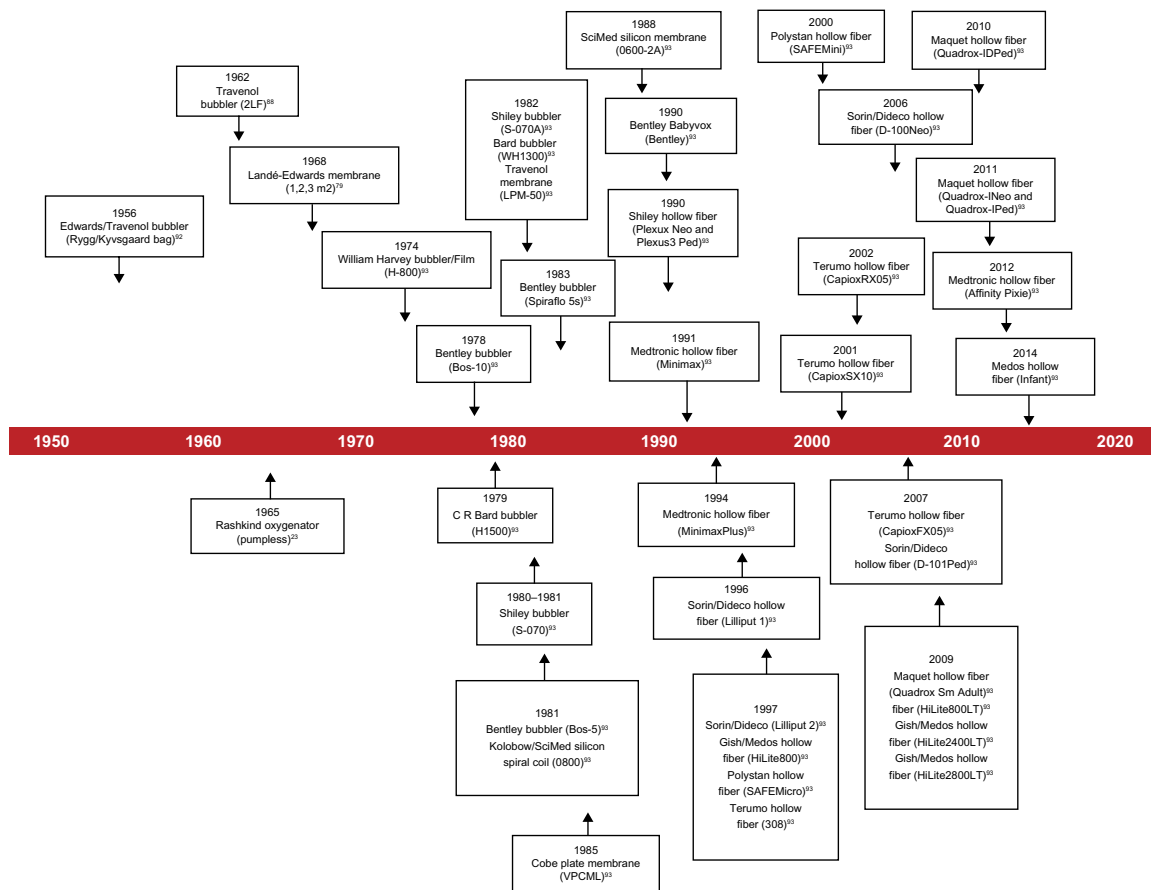 1988
SciMed silicon membrane
(0600-2A)⁹³
2000
Polystan hollow fiber
(SAFEMini)⁹³
2010
Maquet hollow fiber
(Quadrox-IDPed)⁹³
1962
Travenol
bubbler (2LF)⁸⁸
1982
Shiley bubbler
(S-070A)⁹³
Bard bubbler
(WH1300)⁹³
Travenol
membrane
(LPM-50)⁹³
1990
Bentley Babyvox
(Bentley)⁹³
2006
Sorin/Dideco hollow
fiber (D-100Neo)⁹³
1968
Landé-Edwards membrane
(1,2,3 m2)⁷⁹
2011
Maquet hollow fiber
(Quadrox-INeo and
Quadrox-IPed)⁹³
1956
Edwards/Travenol bubbler
(Rygg/Kyvsgaard bag)⁹²
1990
Shiley hollow fiber
(Plexux Neo and
Plexus3 Ped)⁹³
1974
William Harvey bubbler/Film
(H-800)⁹³
2002
Terumo hollow fiber
(CapioxRX05)⁹³
2012
Medtronic hollow fiber
(Affinity Pixie)⁹³
1983
Bentley bubbler
(Spiraflo 5s)⁹³
1978
Bentley bubbler
(Bos-10)⁹³
1991
Medtronic hollow fiber
(Minimax)⁹³
2001
Terumo hollow fiber
(CapioxSX10)⁹³
2014
Medos hollow
fiber (Infant)⁹³
1950 1960 1970 1980 1990 2000 2010 2020
1965
Rashkind oxygenator
(pumpless)²³
1979
C R Bard bubbler
(H1500)⁹³
1994
Medtronic hollow fiber
(MinimaxPlus)⁹³
2007
Terumo hollow fiber
(CapioxFX05)⁹³
Sorin/Dideco
hollow fiber (D-101Ped)⁹³
1980–1981
Shiley bubbler
(S-070)⁹³
1996
Sorin/Dideco hollow
fiber (Lilliput 1)⁹³
1981
Bentley bubbler (Bos-5)⁹³
Kolobow/SciMed silicon
spiral coil (0800)⁹³
1997
Sorin/Dideco (Lilliput 2)⁹³
Gish/Medos hollow
fiber (HiLite800)⁹³
Polystan hollow
fiber (SAFEMicro)⁹³
Terumo hollow
fiber (308)⁹³
2009
Maquet hollow fiber
(Quadrox Sm Adult)⁹³
fiber (HiLite800LT)⁹³
Gish/Medos hollow
fiber (HiLite2400LT)⁹³
Gish/Medos hollow
fiber (HiLite2800LT)⁹³
1985
Cobe plate membrane
(VPCML)⁹³